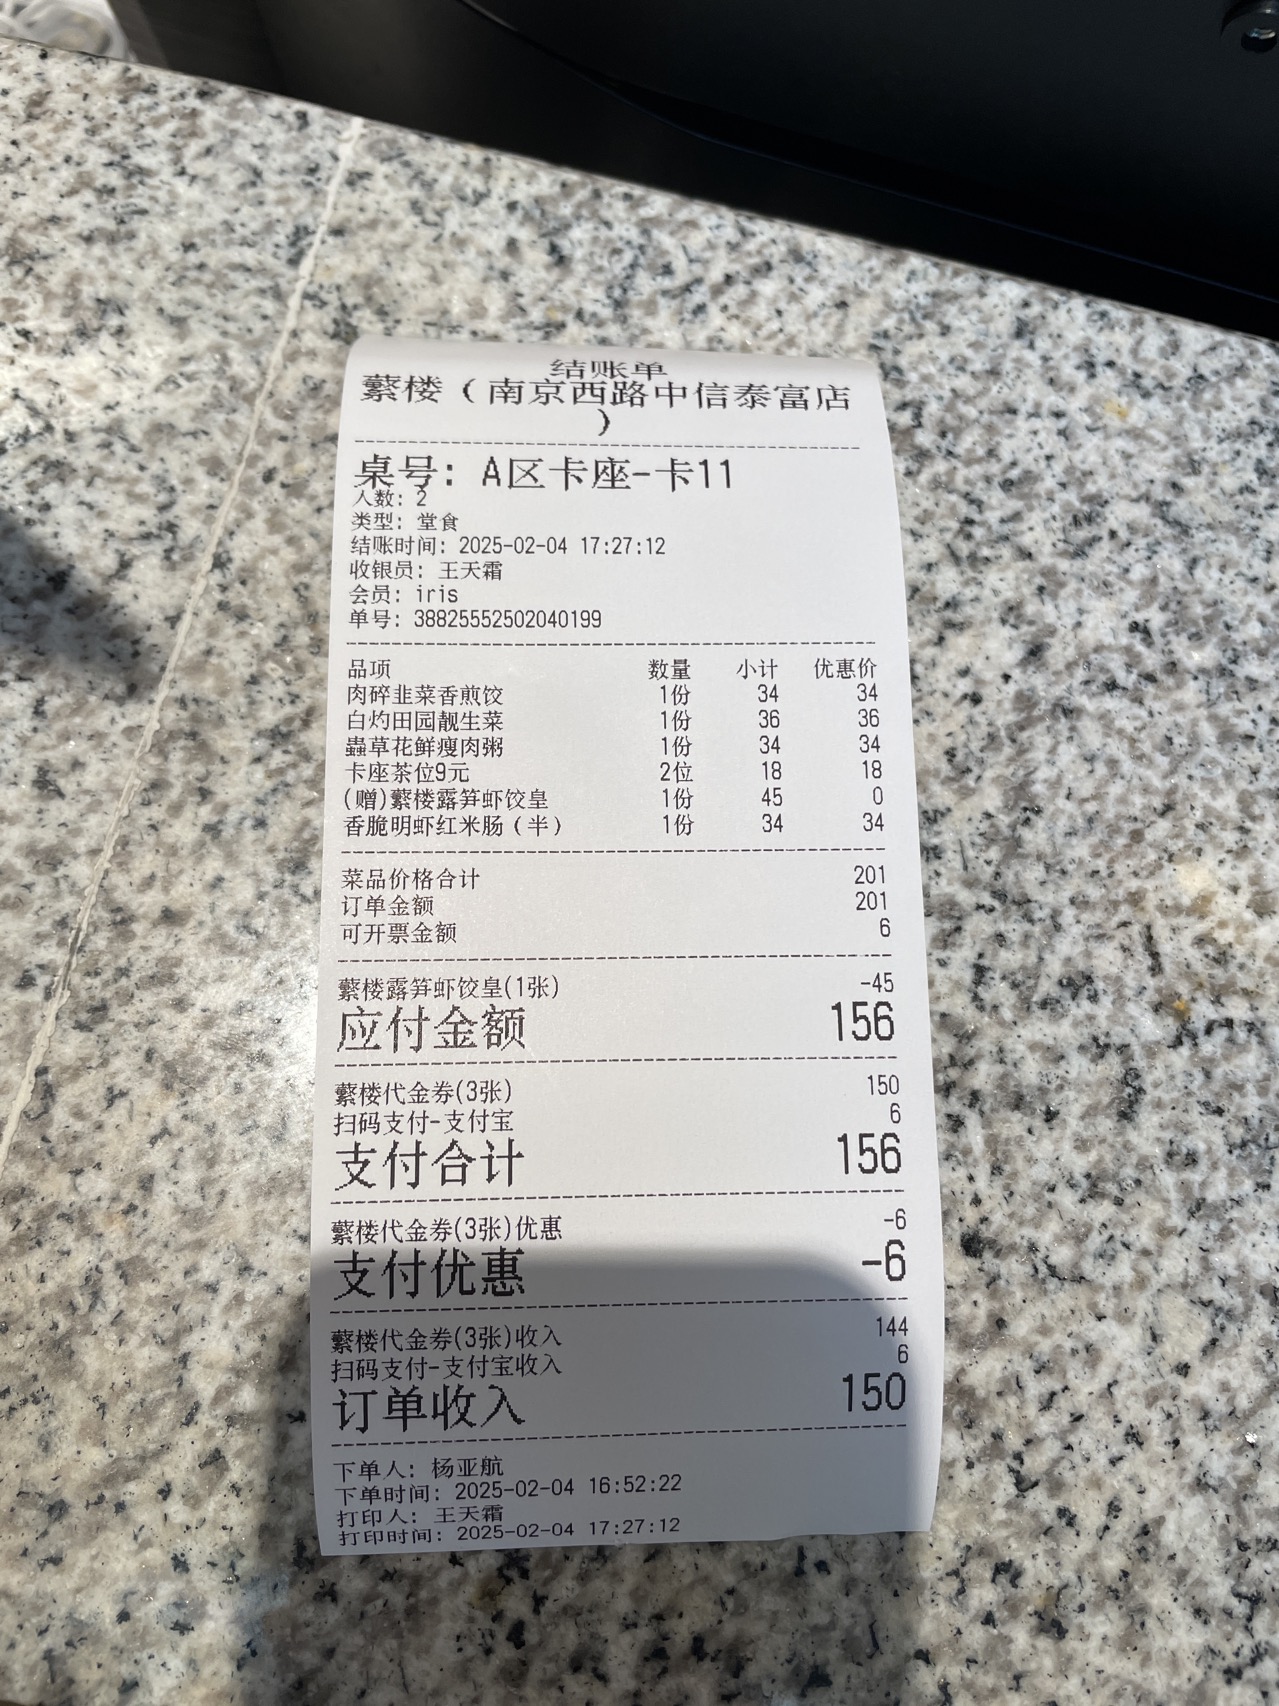 结账单
蘩楼（南京西路中信泰富店
）
桌号：A区卡座-卡11
人数：2
类型：堂食
结账时间：2025-02-04 17:27:12
收银员：王天霜
会员：iris
单号：38825552502040199
品项 数量 小计 优惠价
肉碎韭菜香煎饺 1份 34 34
白灼田园靓生菜 1份 36 36
蟲草花鲜瘦肉粥 1份 34 34
卡座茶位9元 2位 18 18
(赠)蘩楼露笋虾饺皇 1份 45 0
香脆明虾红米肠（半） 1份 34 34
菜品价格合计 201
订单金额 201
可开票金额 6
蘩楼露笋虾饺皇(1张) -45
应付金额 156
蘩楼代金券(3张) 150
扫码支付-支付宝 6
支付合计 156
蘩楼代金券(3张)优惠 -6
支付优惠 -6
蘩楼代金券(3张)收入 144
扫码支付-支付宝收入 6
订单收入 150
下单人：杨亚航
下单时间：2025-02-04 16:52:22
打印人：王天霜
打印时间：2025-02-04 17:27:12